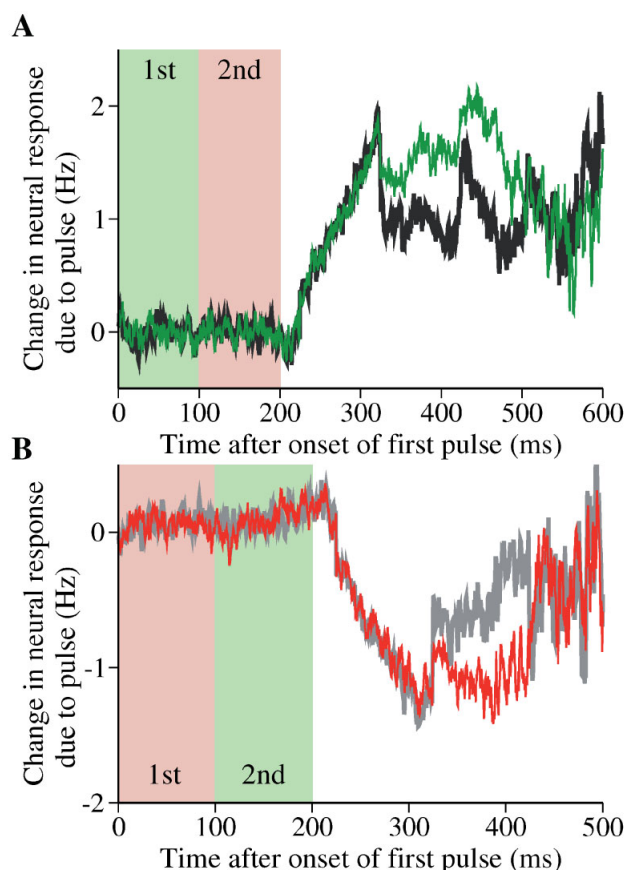 A
1st 2nd
Change in neural response
due to pulse (Hz)
2
1
0
0 100 200 300 400 500 600
Time after onset of first pulse (ms)
B
Change in neural response
due to pulse (Hz)
0
-1
-2
1st 2nd
0 100 200 300 400 500
Time after onset of first pulse (ms)